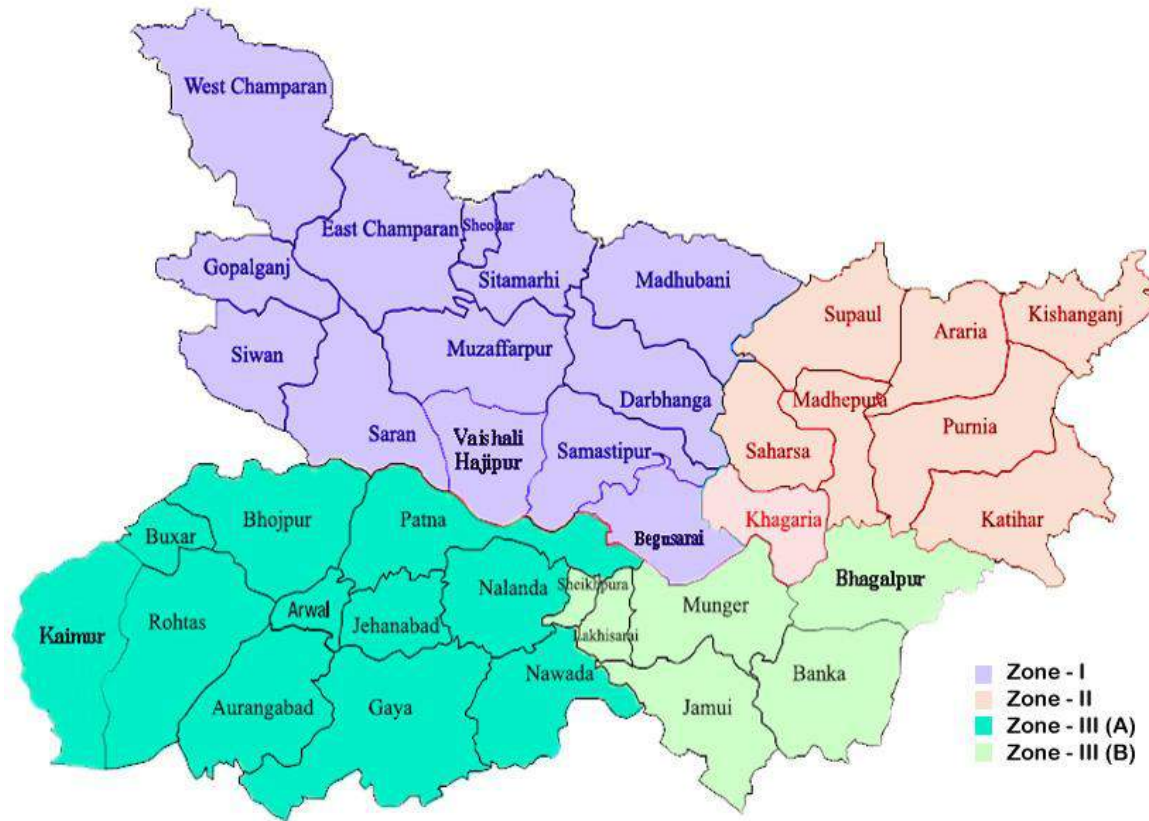 West Champaran
East Champaran
Sheohar
Sitamarhi
Gopalganj
Madhubani
Siwan
Muzaffarpur
Darbhanga
Saran
Vaishali
Hajipur
Samastipur
Begusarai
Supaul
Araria
Kishanganj
Madhepura
Purnia
Saharsa
Khagaria
Katihar
Bhojpur
Patna
Buxar
Nalanda
Sheikhpura
Munger
Bhagalpur
Kaimur
Rohtas
Arwal
Jehanabad
Lakhisarai
Nawada
Banka
Aurangabad
Gaya
Jamui
Zone - I
Zone - II
Zone - III (A)
Zone - III (B)